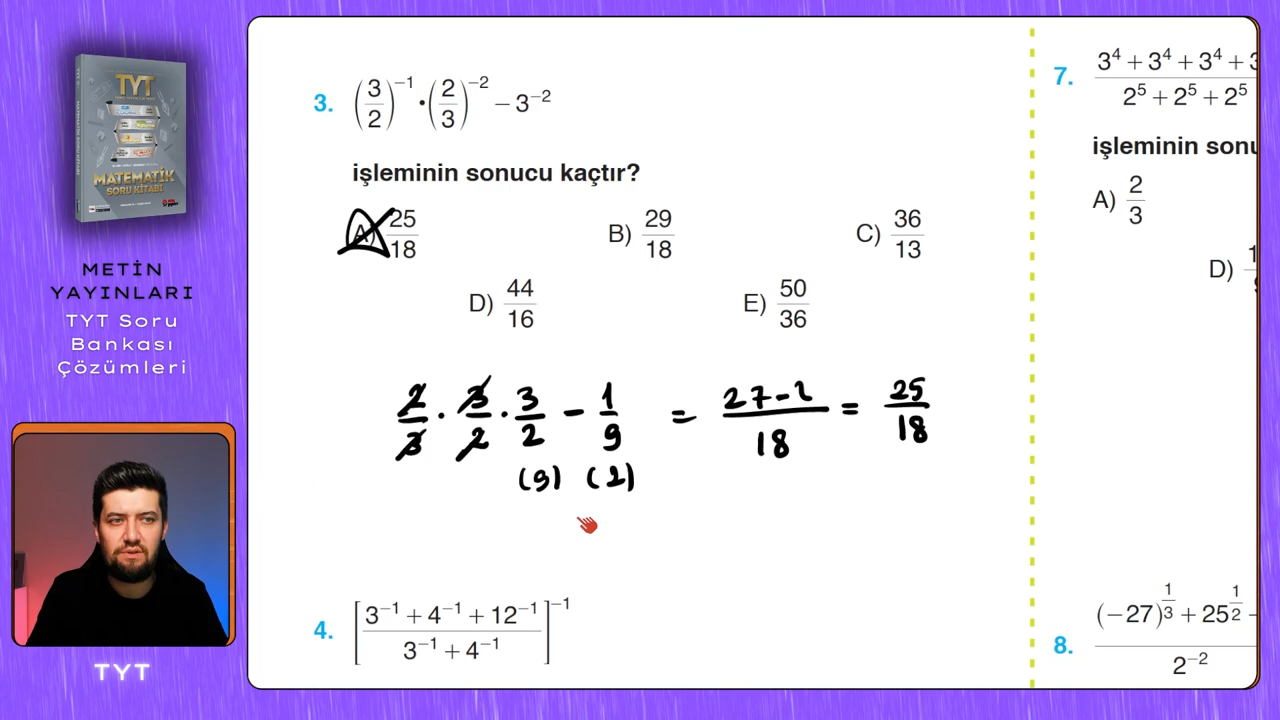 TYT
MATEMATİK
SORU KİTABI
METİN
YAYINLARI
TYT Soru
Bankası
Çözümleri
TYT
3. (3/2)^−1 • (2/3)^−2 − 3^−2
işleminin sonucu kaçtır?
A) 25/18 B) 29/18 C) 36/13
D) 44/16 E) 50/36
2/3 · 3/2 · 3/2 − 1/9 = 27-2/18 = 25/18
(9) (2)
4. [3^−1 + 4^−1 + 12^−1 / 3^−1 + 4^−1]^−1
7. 3^4 + 3^4 + 3^4 + 3 / 2^5 + 2^5 + 2^5
işleminin sonu
A) 2/3
D)
8. (−27)^1/3 + 25^1/2 − / 2^−2